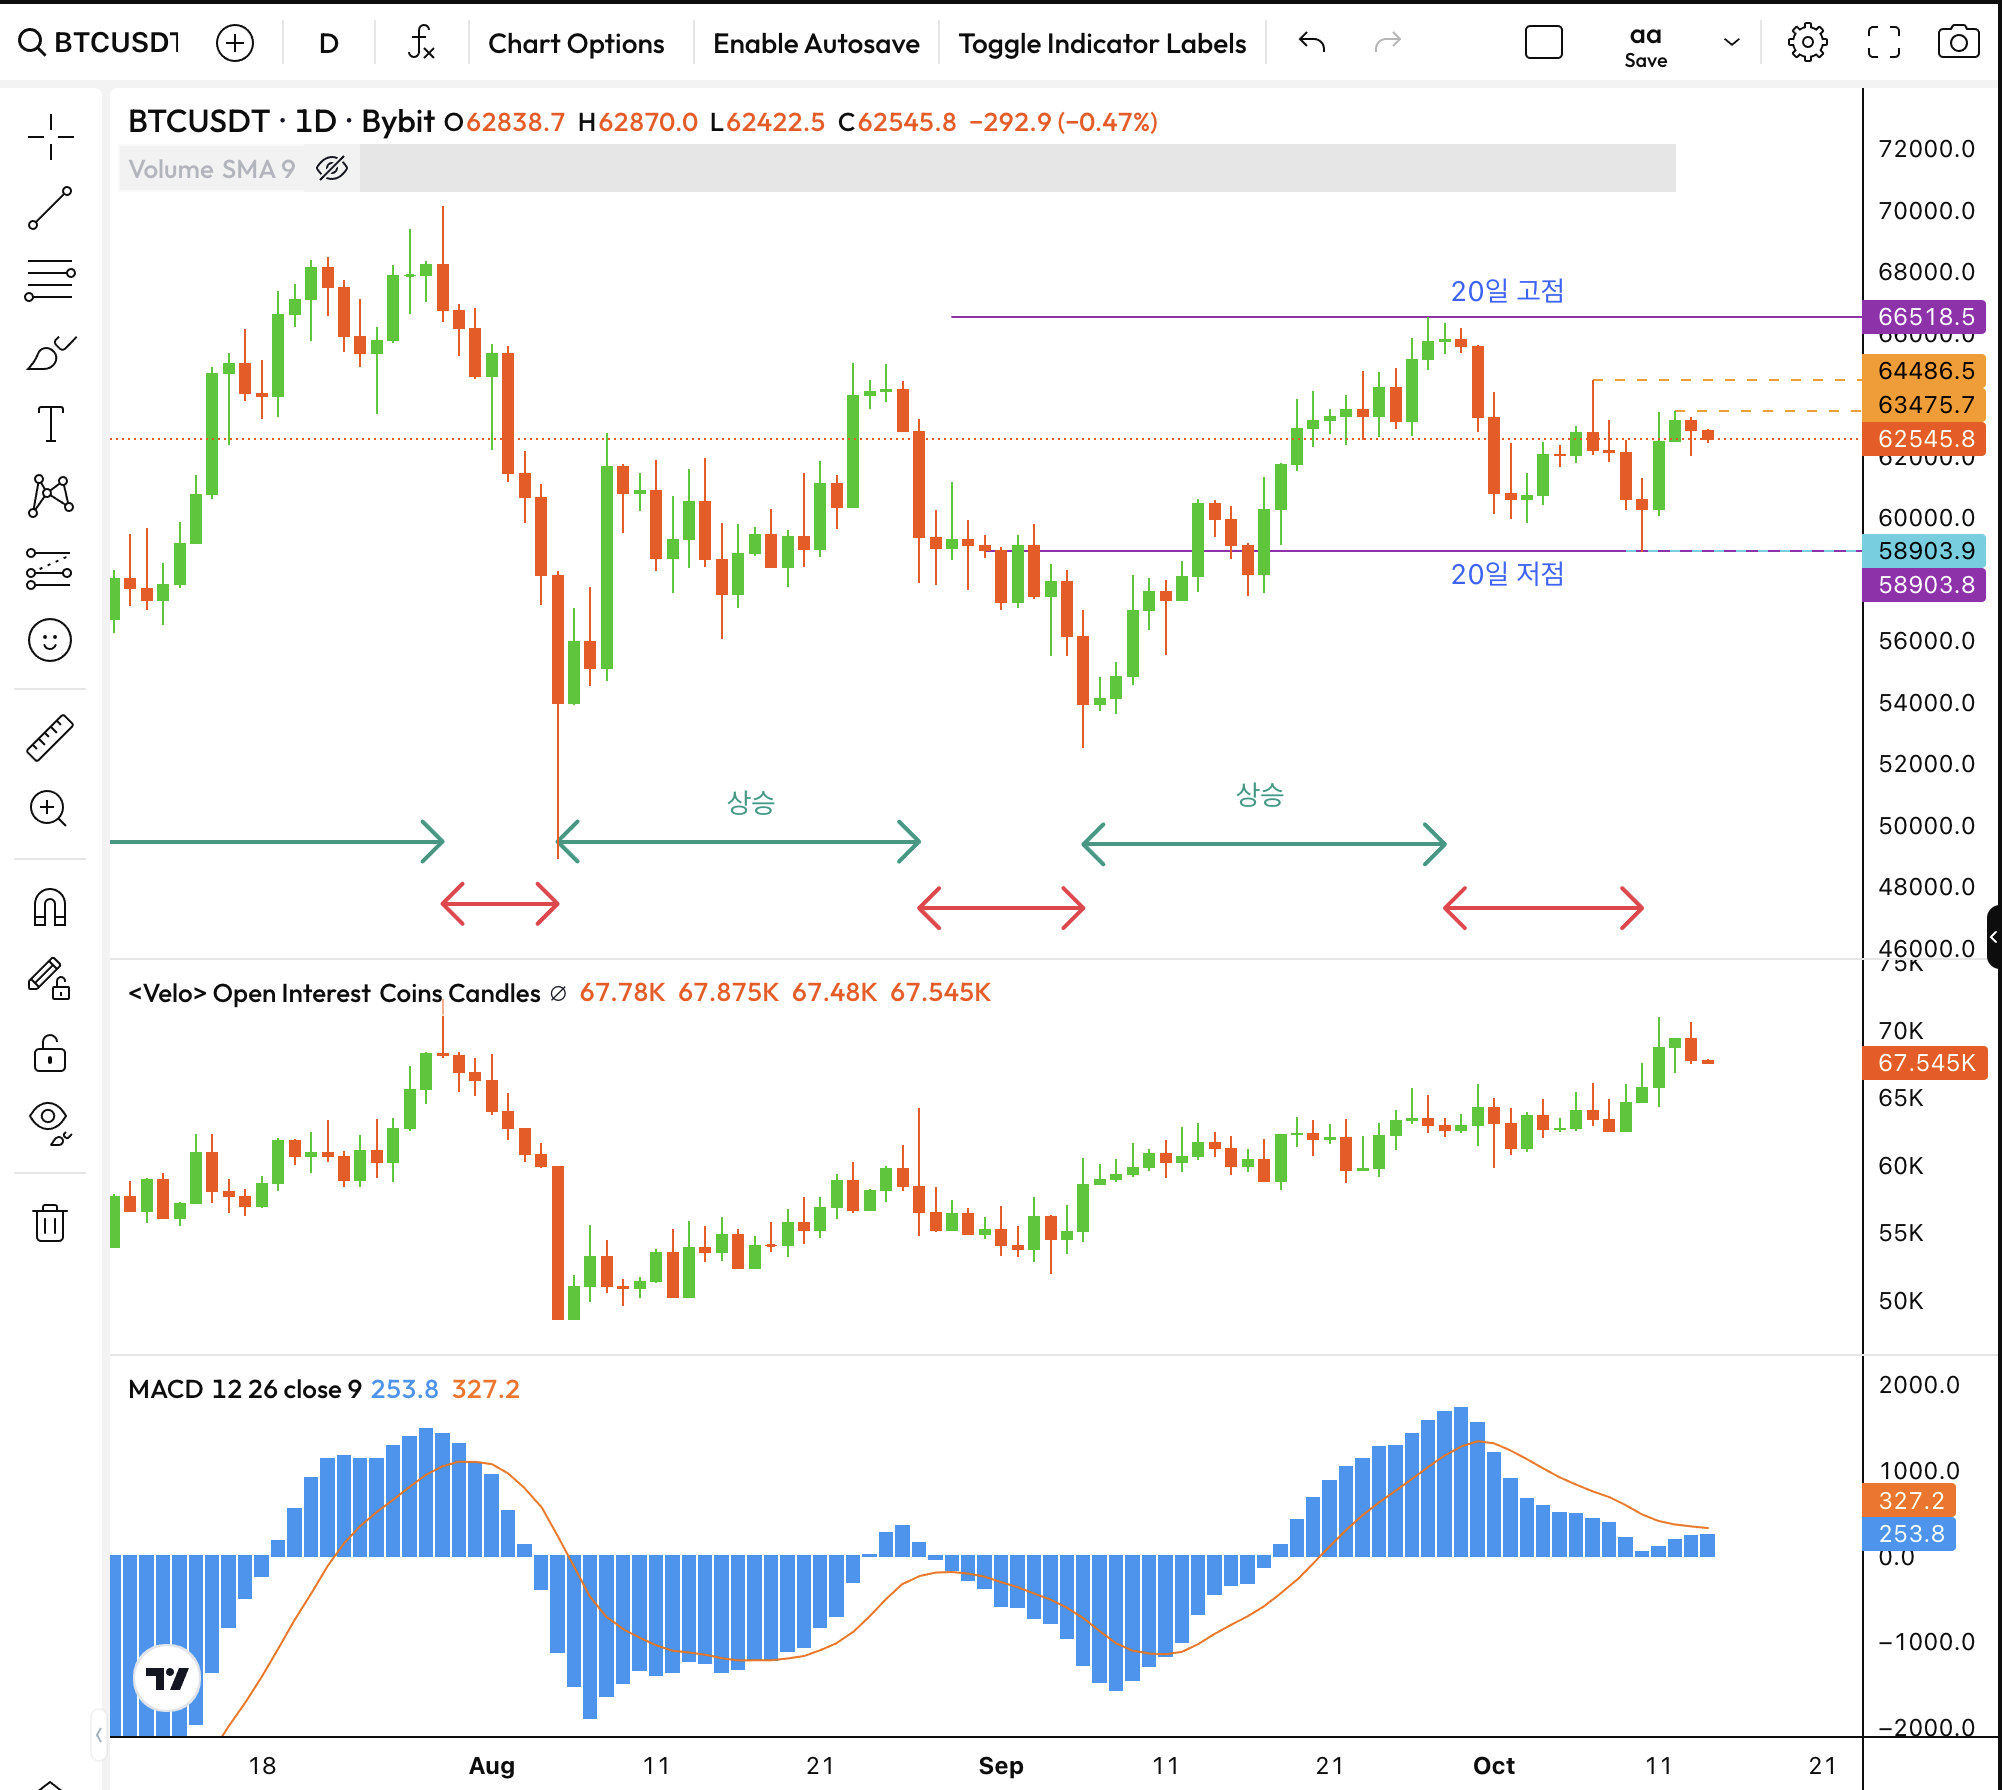 BTCUSDT
D
Chart Options
Enable Autosave
Toggle Indicator Labels
aa
Save
BTCUSDT · 1D · Bybit O62838.7 H62870.0 L62422.5 C62545.8 −292.9 (−0.47%)
Volume SMA 9
72000.0
70000.0
68000.0
20일 고점
66518.5
66000.0
64486.5
63475.7
62545.8
62000.0
60000.0
58903.9
20일 저점
58903.8
56000.0
54000.0
52000.0
상승
상승
50000.0
48000.0
46000.0
<Velo> Open Interest Coins Candles ∅ 67.78K 67.875K 67.48K 67.545K
75K
70K
67.545K
65K
60K
55K
50K
MACD 12 26 close 9 253.8 327.2
2000.0
1000.0
327.2
253.8
0.0
−1000.0
−2000.0
18 Aug 11 21 Sep 11 21 Oct 11 21